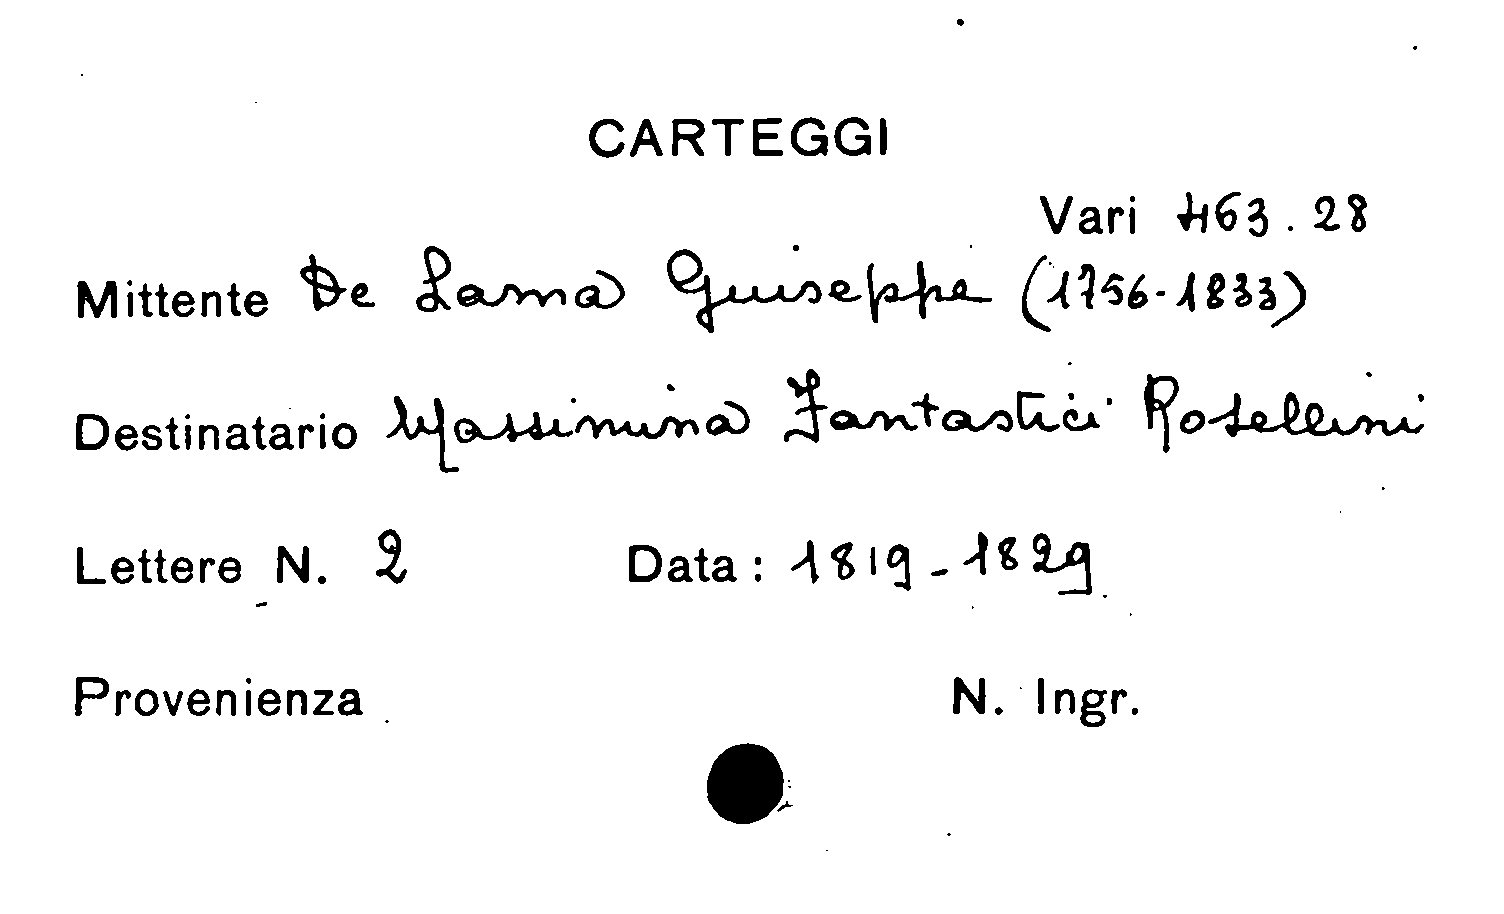 CARTEGGI
Vari 463.28
Mittente De Lama Giuseppe (1756-1833)
Destinatario Massimina Fantastici Rosellini
Lettere N. 2 Data: 1819-1829
Provenienza N. Ingr.